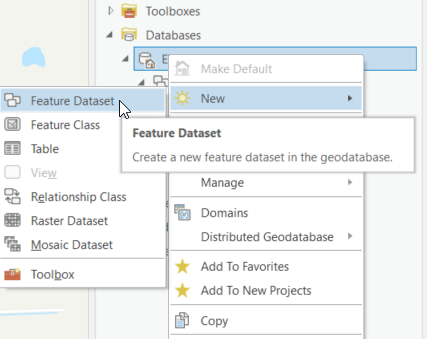 Toolboxes
Databases
Make Default
New
Feature Dataset
Feature Class
Table
View
Relationship Class
Raster Dataset
Mosaic Dataset
Toolbox
Feature Dataset
Create a new feature dataset in the geodatabase.
Manage
Domains
Distributed Geodatabase
Add To Favorites
Add To New Projects
Copy